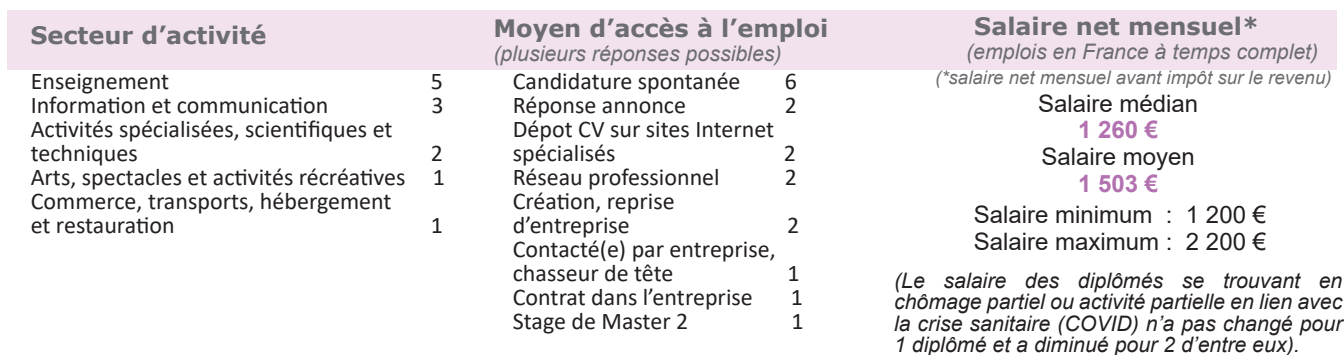 Secteur d’activité
Enseignement 5
Information et communication 3
Activités spécialisées, scientifiques et
techniques 2
Arts, spectacles et activités récréatives 1
Commerce, transports, hébergement
et restauration 1
Moyen d’accès à l’emploi
(plusieurs réponses possibles)
Candidature spontanée 6
Réponse annonce 2
Dépot CV sur sites Internet
spécialisés 2
Réseau professionnel 2
Création, reprise
d’entreprise 2
Contacté(e) par entreprise,
chasseur de tête 1
Contrat dans l’entreprise 1
Stage de Master 2 1
Salaire net mensuel*
(emplois en France à temps complet)
(*salaire net mensuel avant impôt sur le revenu)
Salaire médian
1 260 €
Salaire moyen
1 503 €
Salaire minimum : 1 200 €
Salaire maximum : 2 200 €
(Le salaire des diplômés se trouvant en
chômage partiel ou activité partielle en lien avec
la crise sanitaire (COVID) n’a pas changé pour
1 diplômé et a diminué pour 2 d’entre eux).